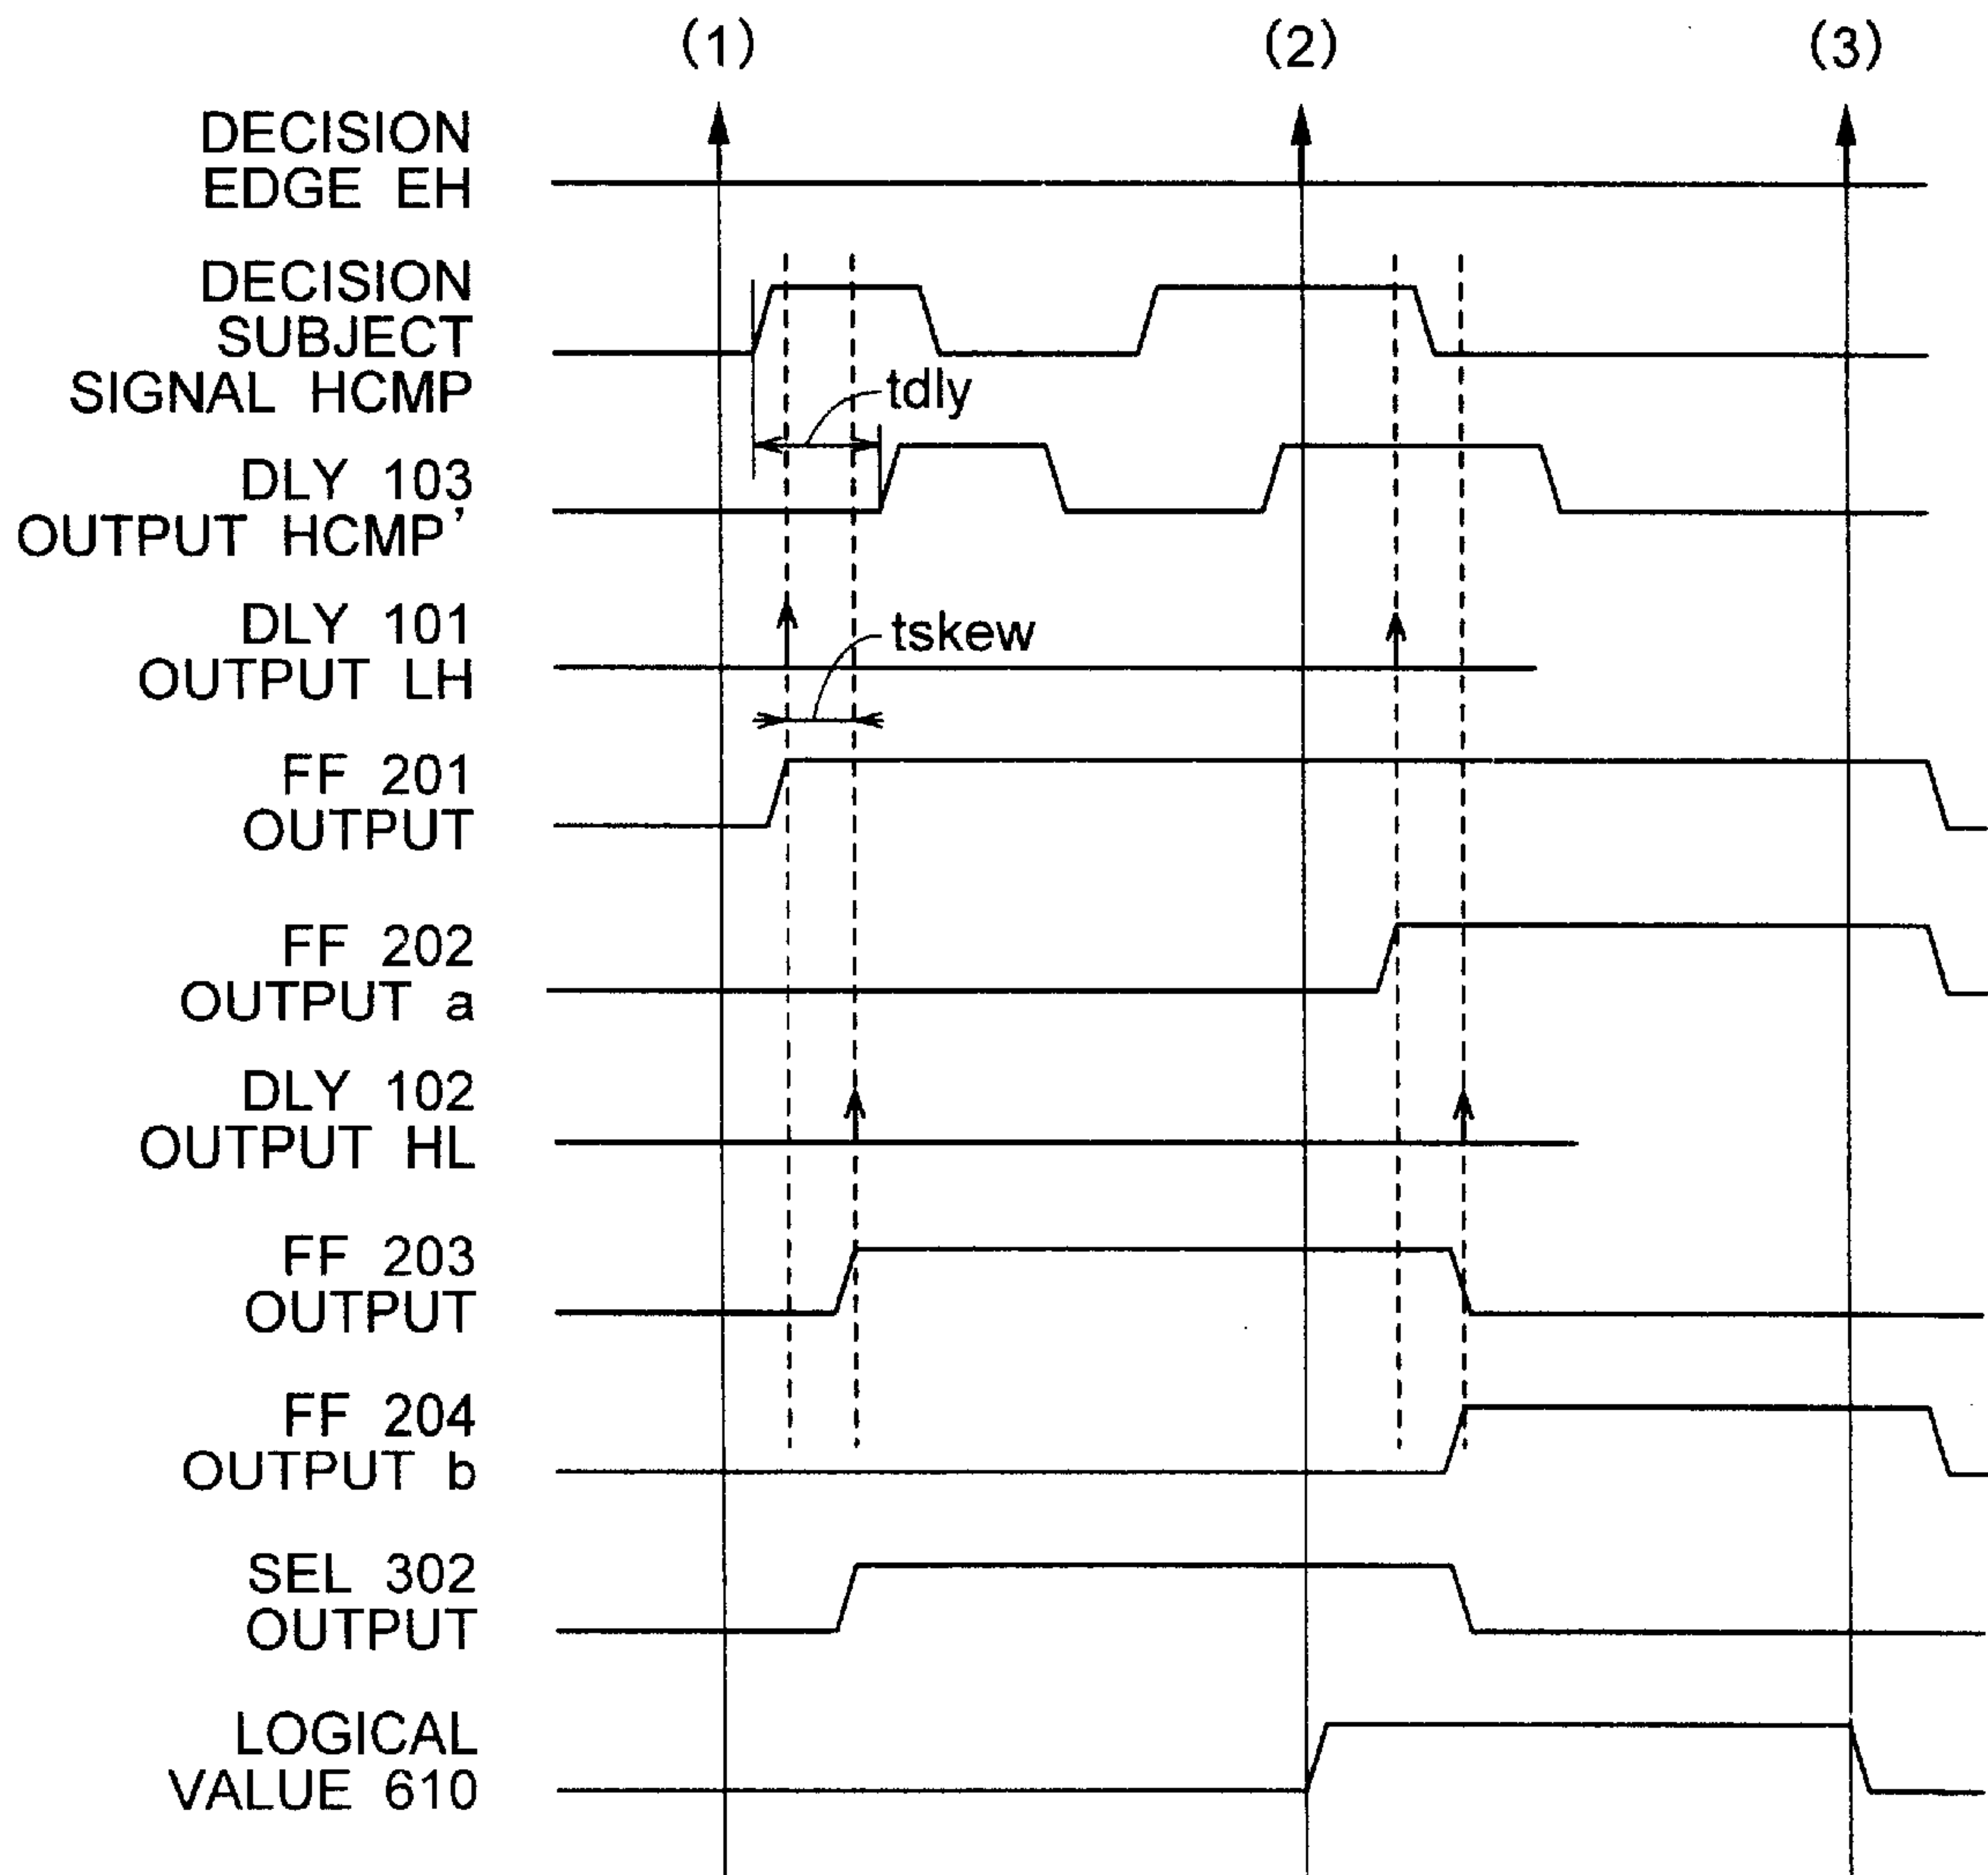 (1) (2) (3)
DECISION
EDGE EH
DECISION
SUBJECT
SIGNAL HCMP
tdly
DLY 103
OUTPUT HCMP'
DLY 101
OUTPUT LH
tskew
FF 201
OUTPUT
FF 202
OUTPUT a
DLY 102
OUTPUT HL
FF 203
OUTPUT
FF 204
OUTPUT b
SEL 302
OUTPUT
LOGICAL
VALUE 610